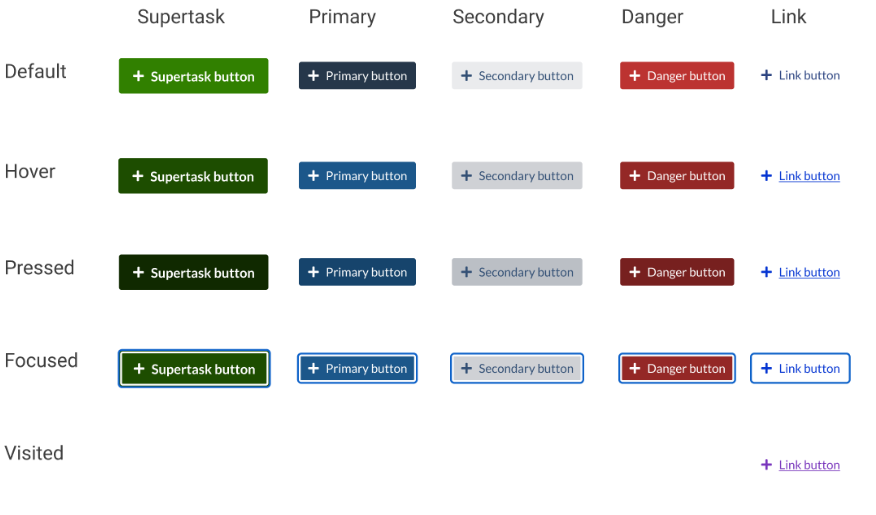 Supertask Primary Secondary Danger Link
Default + Supertask button + Primary button + Secondary button + Danger button + Link button
Hover + Supertask button + Primary button + Secondary button + Danger button + Link button
Pressed + Supertask button + Primary button + Secondary button + Danger button + Link button
Focused + Supertask button + Primary button + Secondary button + Danger button + Link button
Visited + Link button